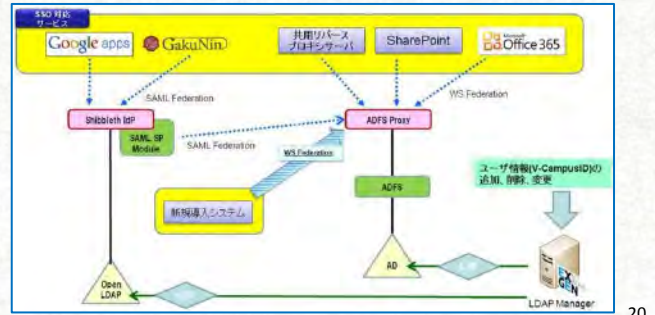 SSO 対応
サービス
Google apps
GakuNin
共用リバース
プロキシサーバ
SharePoint
Microsoft
Office 365
SAML Federation
WS Federation
Shibboleth IdP
ADFS Proxy
SAML SP
Module
SAML Federation
WS Federation
ユーザ情報(V-CampusID)の
追加、削除、変更
ADFS
新規導入システム
AD
Open
LDAP
EX
GEN
LDAP Manager
20